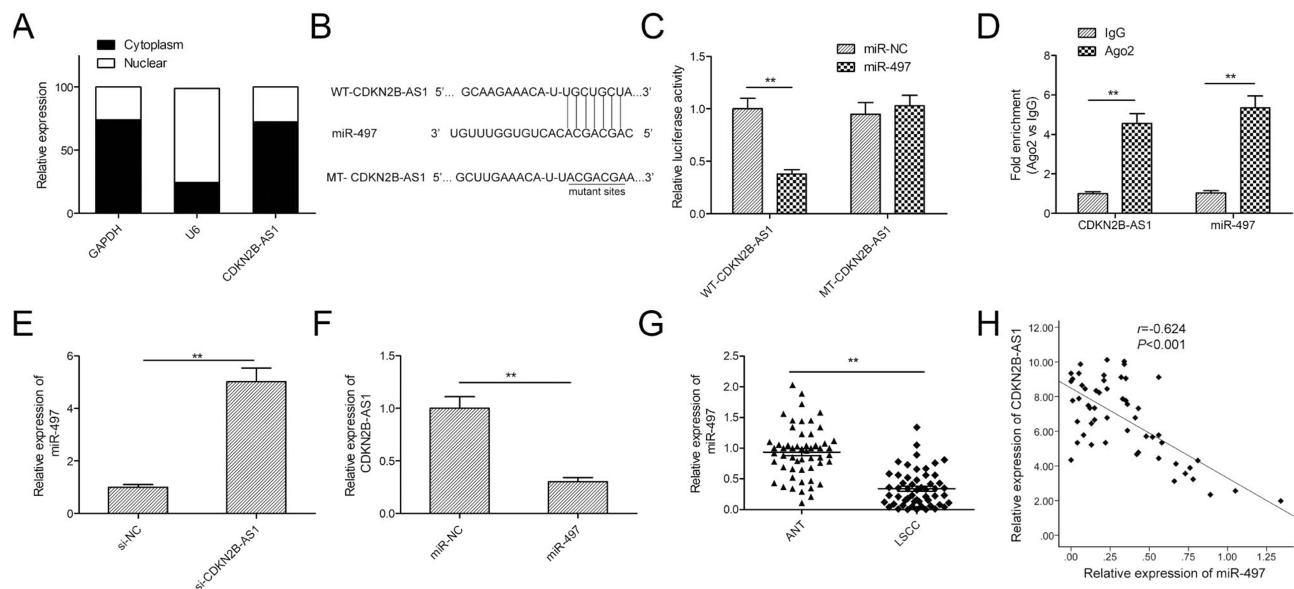 A
Cytoplasm
Nuclear
Relative expression
100
50
0
GAPDH
U6
CDKN2B-AS1
B
WT-CDKN2B-AS1 5'... GCAAGAAACA-U-UGCUGCUA...3'
miR-497 3' UGUUUGGUGUCACACGACGAC 5'
MT- CDKN2B-AS1 5'... GCUUGAAACA-U-UACGACGAA...3'
mutant sites
C
miR-NC
miR-497
Relative luciferase activity
1.5
1.0
0.5
0.0
**
WT-CDKN2B-AS1
MT-CDKN2B-AS1
D
IgG
Ago2
Fold enrichment
(Ago2 vs IgG)
8
6
4
2
0
**
**
CDKN2B-AS1
miR-497
E
Relative expression of
miR-497
6
4
2
0
**
si-NC
si-CDKN2B-AS1
F
Relative expression of
CDKN2B-AS1
1.5
1.0
0.5
0.0
**
miR-NC
miR-497
G
Relative expression of
miR-497
2.5
2.0
1.5
1.0
0.5
0.0
**
ANT
LSCC
H
Relative expression of CDKN2B-AS1
12.00
10.00
8.00
6.00
4.00
2.00
.00
r=-0.624
P<0.001
.00 .25 .50 .75 1.00 1.25
Relative expression of miR-497